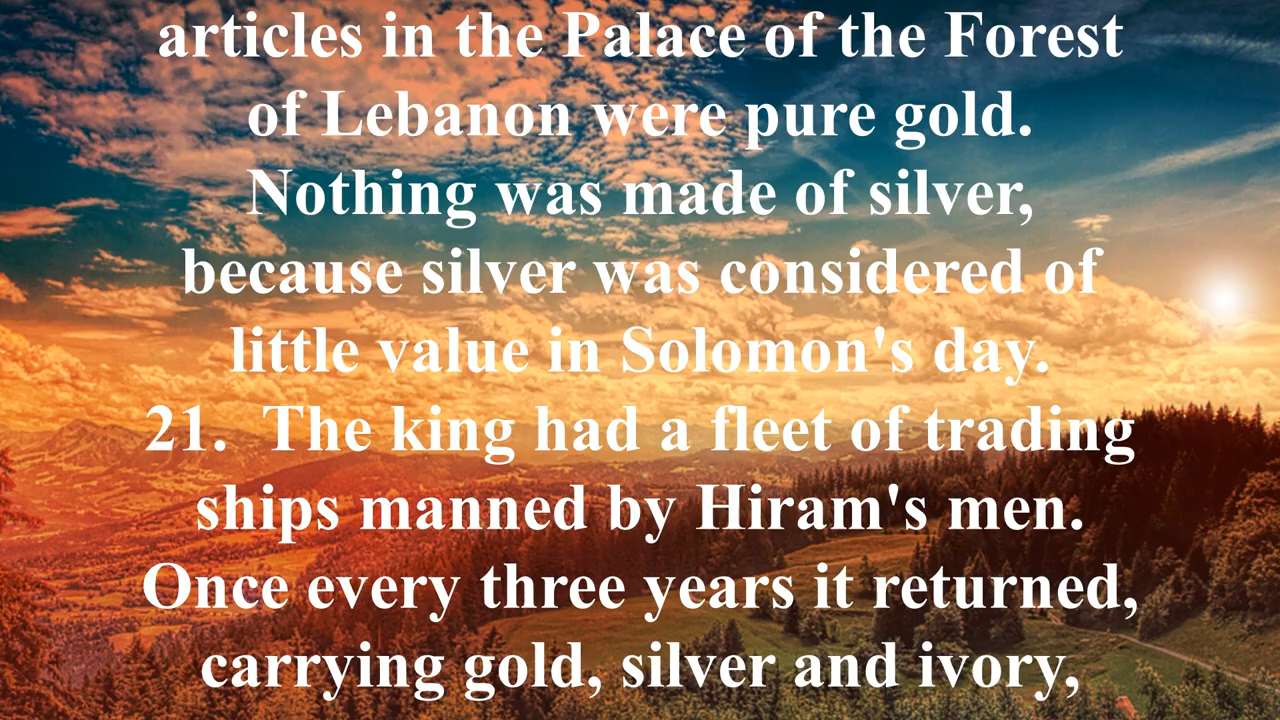 articles in the Palace of the Forest
of Lebanon were pure gold.
Nothing was made of silver,
because silver was considered of
little value in Solomon's day.
21.  The king had a fleet of trading
ships manned by Hiram's men.
Once every three years it returned,
carrying gold, silver and ivory,